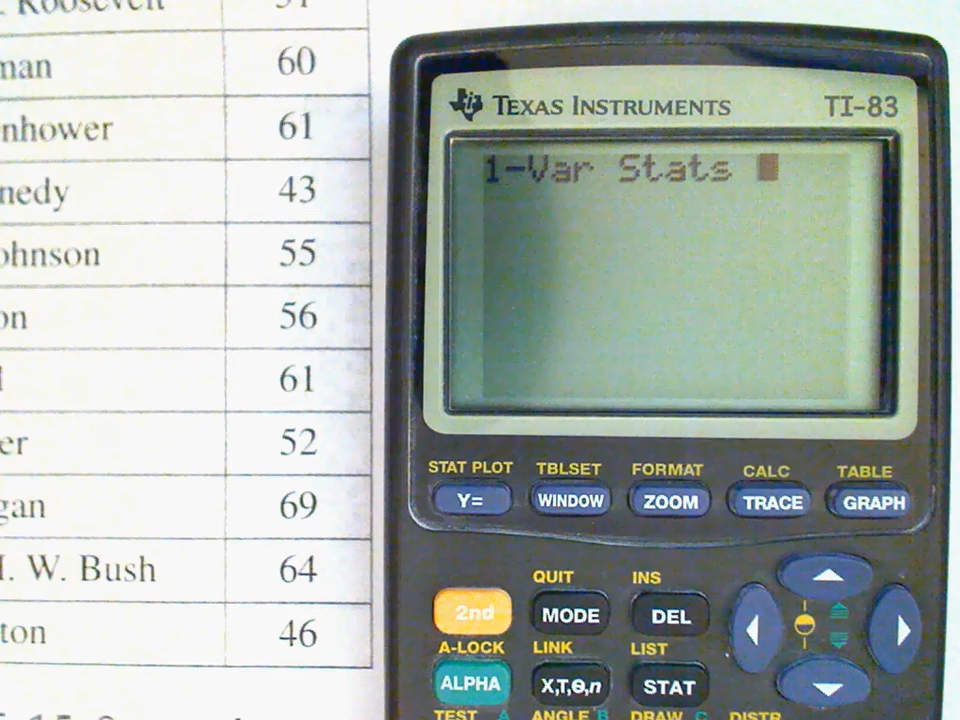 Roosevelt
man 60
nhower 61
nedy 43
ohnson 55
on 56
61
er 52
gan 69
W. Bush 64
ton 46
TEXAS INSTRUMENTS TI-83
1-Var Stats
STAT PLOT TBLSET FORMAT CALC TABLE
Y= WINDOW ZOOM TRACE GRAPH
QUIT INS
2nd MODE DEL
A-LOCK LINK LIST
ALPHA X,T,Θ,n STAT
TEST A ANGLE B DRAW C DISTR